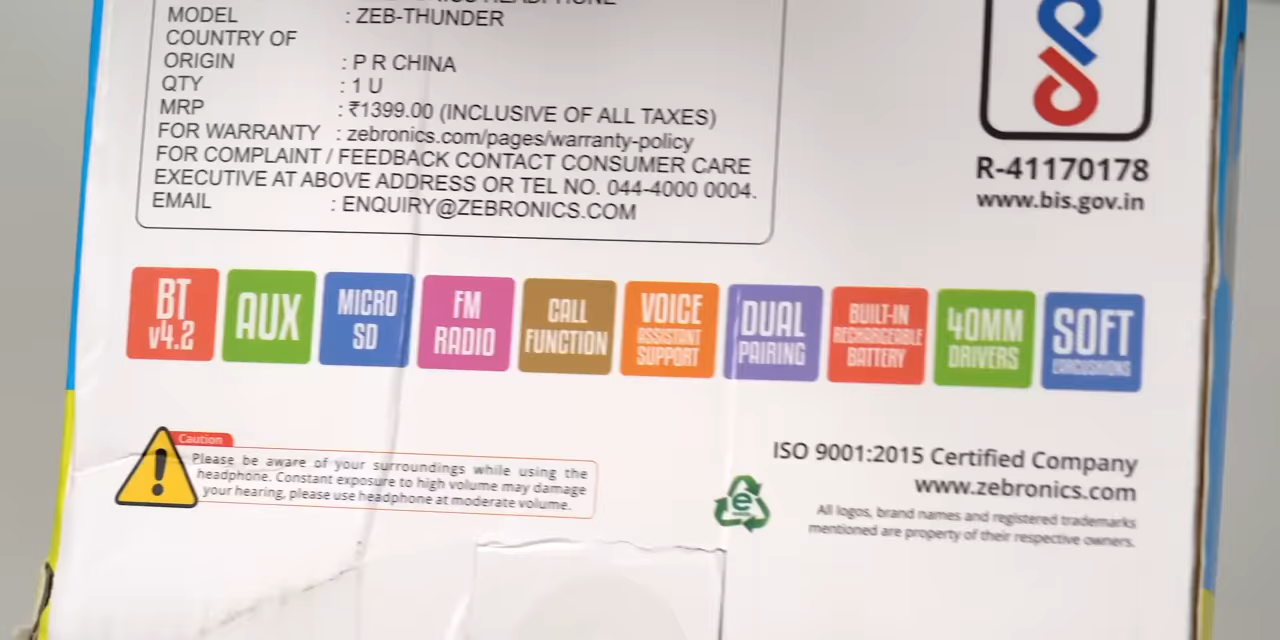 MODEL : ZEB-THUNDER
COUNTRY OF
ORIGIN : P R CHINA
QTY : 1 U
MRP : ₹1399.00 (INCLUSIVE OF ALL TAXES)
FOR WARRANTY : zebronics.com/pages/warranty-policy
FOR COMPLAINT / FEEDBACK CONTACT CONSUMER CARE
EXECUTIVE AT ABOVE ADDRESS OR TEL NO. 044-4000 0004.
EMAIL : ENQUIRY@ZEBRONICS.COM
R-41170178
www.bis.gov.in
BT
v4.2
AUX
MICRO
SD
FM
RADIO
CALL
FUNCTION
VOICE
ASSISTANT
SUPPORT
DUAL
PAIRING
BUILT-IN
RECHARGEABLE
BATTERY
40MM
DRIVERS
SOFT
EARCUSHIONS
Caution
Please be aware of your surroundings while using the
headphone. Constant exposure to high volume may damage
your hearing, please use headphone at moderate volume.
ISO 9001:2015 Certified Company
www.zebronics.com
e
All logos, brand names and registered trademarks
mentioned are property of their respective owners.